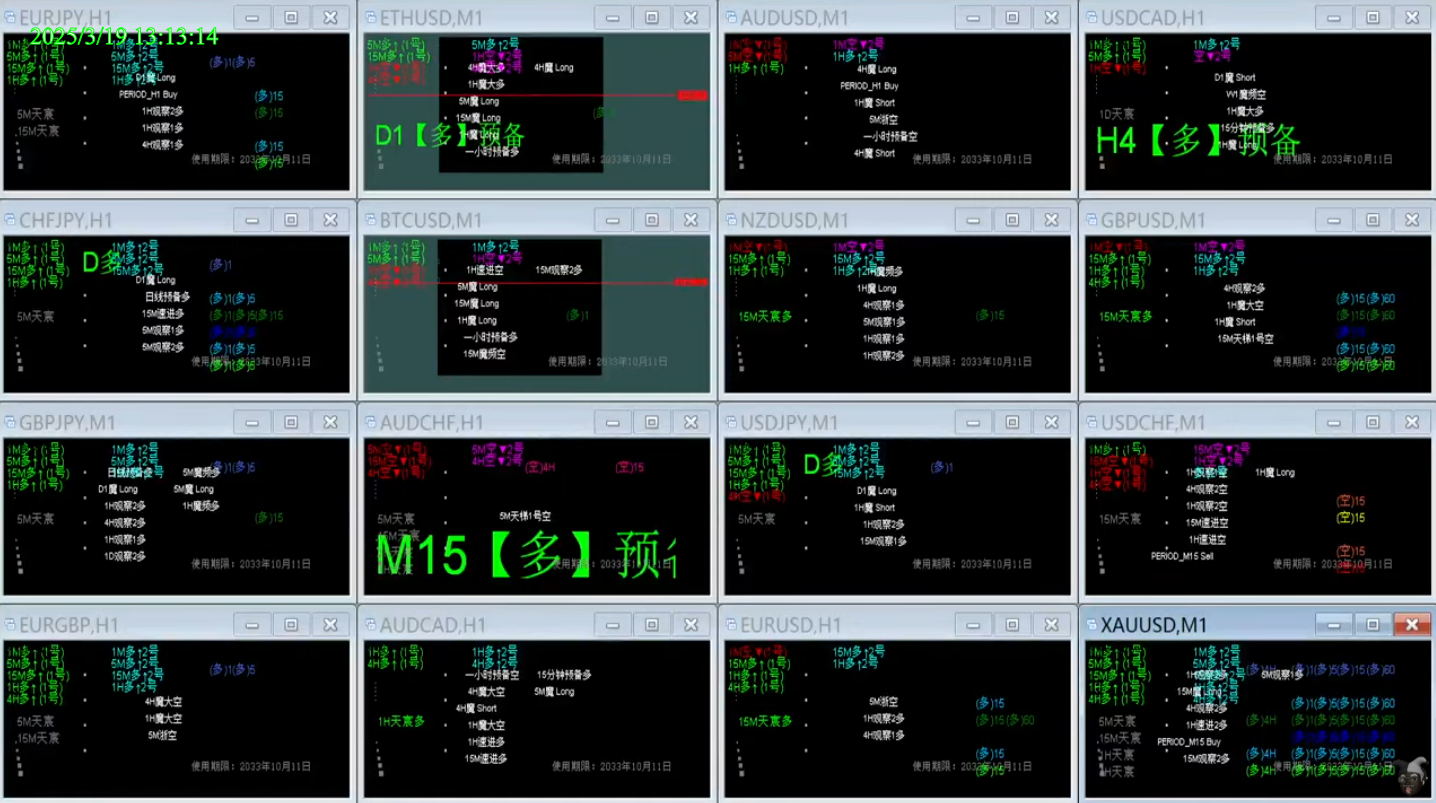 EURJPY,H1
2025/3/19 13:13:14
1M多↑(1号)
5M多↑(1号) 5M多↑2号 (多)1(多)5
15M多↑(1号) 15M多↑2号
1H多↑(1号) 1H多↑2号
D1魔 Long
PERIOD_H1 Buy (多)15
5M天宸 1H观察2多 (多)15
,15M天宸 1H观察1多
4H观察1多 (多)15
使用期限：2033年10月11日
(多)15
ETHUSD,M1
5M多↑(1号) 5M多↑2号
15M多↑(1号)
4H魔大多 4H魔 Long
1H魔大多
5M魔 Long
15M魔 Long
D1【多】预备
一小时预备多
使用期限：2033年10月11日
AUDUSD,M1
1M空▼(1号) 1M空▼2号
5M空▼(1号) 1H多↑2号
1H多↑(1号) 4H魔 Long
PERIOD_H1 Buy
1H魔 Short
5M浙空
一小时预备空
4H魔 Short
使用期限：2033年10月11日
USDCAD,H1
1M多↑(1号) 1M多↑2号
5M多↑(1号) 空▼2号
1H空▼(1号)
D1魔 Short
W1魔频空
1D天宸 1H魔大多
15分钟预备多
H4【多】预备
1H魔 Long
使用期限：2033年10月11日
CHFJPY,H1
1M多↑(1号) 1M多↑2号
5M多↑(1号) D多 5M多↑2号 (多)1
15M多↑(1号) 15M多↑2号
1H多↑(1号) D1魔 Long
日线预备多 (多)1(多)5
5M天宸 15M速进多 (多)1(多)5(多)15
5M观察1多
5M观察2多 (多)1(多)5
使用期限：2033年10月11日
(多)1(多)5
BTCUSD,M1
1M多↑(1号) 1M多↑2号
5M多↑(1号) 1H空▼2号
1H速进空 15M观察2多
5M魔 Long
15M魔 Long
1H魔 Long (多)1
一小时预备多
15M魔频空
使用期限：2033年10月11日
NZDUSD,M1
1M空▼(1号) 1M空▼2号
15M多↑(1号) 15M多↑2号
1H多↑(1号) 1H多↑2号 魔频多
1H魔 Long
4H观察1多
15M天宸多 5M观察1多 (多)15
1H观察1多
1H观察2多
使用期限：2033年10月11日
GBPUSD,M1
1M空▼(1号) 1M空▼2号
15M多↑(1号) 15M多↑2号
1H多↑(1号) 1H多↑2号
4H多↑(1号) 4H观察2多
1H魔大空 (多)15(多)60
15M天宸多 1H魔 Short (多)15(多)60
15M天梯1号空
(多)15(多)60
使用期限：2033年10月11日
(多)15(多)60
GBPJPY,M1
1M多↑(1号) 1M多↑2号
5M多↑(1号) 5M多↑2号 (多)1(多)5
15M多↑(1号) 日线预备多 5M魔频多
1H多↑(1号) D1魔 Long 5M魔 Long
1H观察2多 1H魔频多
5M天宸 4H观察2多 (多)15
1H观察1多
1D观察2多
使用期限：2033年10月11日
AUDCHF,H1
5M空▼(1号) 5M空▼2号
15M空▼(1号) 4H空▼2号 (空)4H (空)15
4H空▼(1号)
5M天宸 5M天梯1号空
M15【多】预备
使用期限：2033年10月11日
USDJPY,M1
1M多↑(1号) 1M多↑2号
5M多↑(1号) D多 5M多↑2号 (多)1
15M多↑(1号) 15M多↑2号
1H多↑(1号) D1魔 Long
4H空▼(1号) 1H魔 Long
5M天宸 1H观察2多
15M观察1多
使用期限：2033年10月11日
USDCHF,M1
1M多↑(1号) 15M空▼2号
15M空▼(1号) 1H空▼2号
1H空▼(1号) 1H魔 Long
4H观察2空
1H观察2空 (空)15
15M天宸 15M速进空 (空)15
1H速进空
PERIOD_M15 Sell (空)15
使用期限：2033年10月11日
EURGBP,H1
1M多↑(1号) 1M多↑2号
5M多↑(1号) 5M多↑2号 (多)1(多)5
15M多↑(1号) 15M多↑2号
1H多↑(1号) 1H多↑2号
4H多↑(1号) 4H魔大空
5M天宸 1H魔大空
,15M天宸 5M浙空
使用期限：2033年10月11日
AUDCAD,H1
1H多↑(1号) 1H多↑2号
4H多↑(1号) 4H多↑2号
一小时预备空 15分钟预备多
4H魔大空 5M魔 Long
4H魔 Short
1H天宸多 1H魔大空
1H速进多
15M速进多
使用期限：2033年10月11日
EURUSD,H1
1M空▼(1号) 15M多↑2号
15M多↑(1号) 1H多↑2号
1H多↑(1号)
4H多↑(1号)
5M浙空 (多)15
15M天宸多 1H观察2多 (多)15(多)60
4H观察1多
(多)15
使用期限：2033年10月11日
(多)15
XAUUSD,M1
1M多↑(1号) 1M多↑2号
5M多↑(1号) (多)4H (多)1(多)5(多)15(多)60
15M多↑(1号) 5M观察1多
1H多↑(1号) 15M魔 Long
4H多↑(1号) 4H观察2多 (多)1(多)5(多)15(多)60
5M天宸 1H速进2多 (多)4H (多)1(多)5(多)15(多)60
,15M天宸 PERIOD_M15 Buy
,1H天宸 15M观察2多 (多)4H (多)1(多)5(多)15(多)60
使用期限：2033年10月11日
4H天宸 (多)4H (多)1(多)5(多)15(多)60